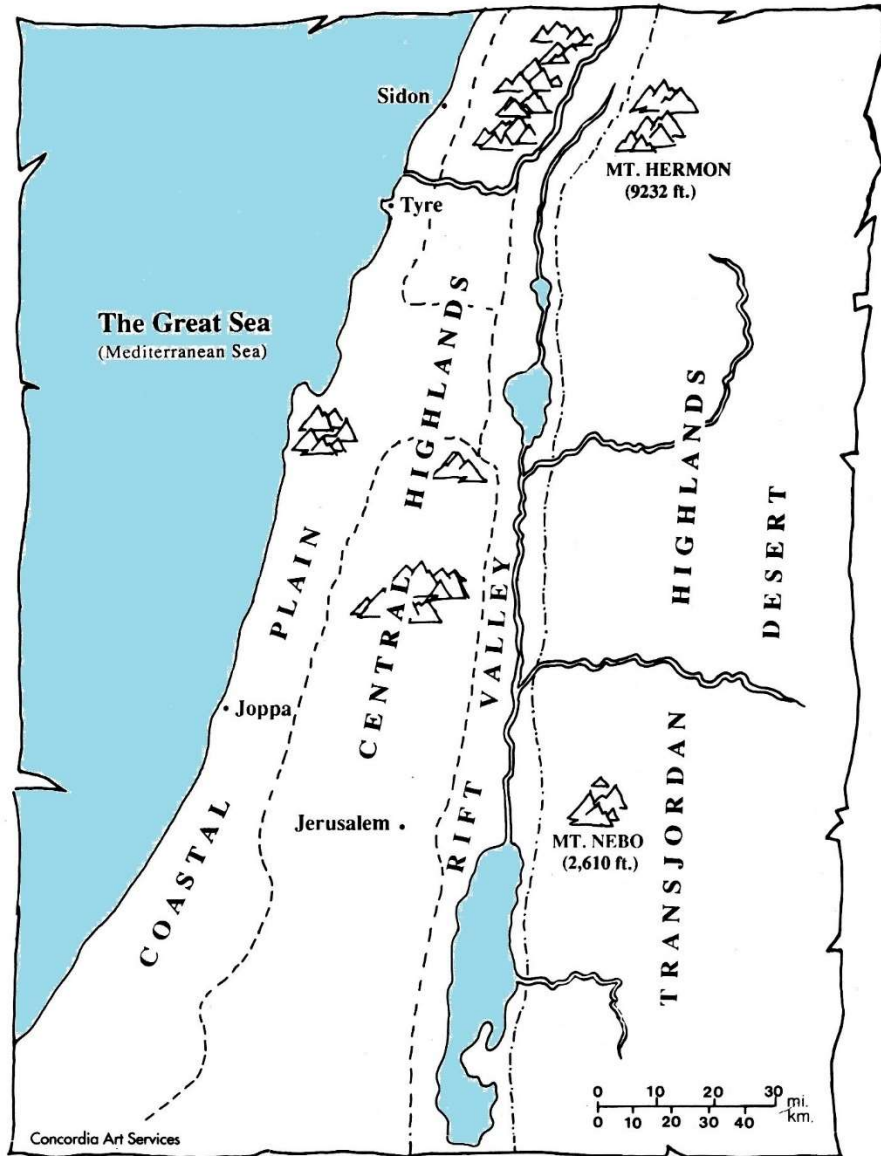 Sidon
MT. HERMON
(9232 ft.)
Tyre
The Great Sea
(Mediterranean Sea)
COASTAL PLAIN
CENTRAL HIGHLANDS
RIFT VALLEY
TRANSJORDAN HIGHLANDS
DESERT
Joppa
Jerusalem
MT. NEBO
(2,610 ft.)
0 10 20 30 mi.
0 10 20 30 40 km.
Concordia Art Services